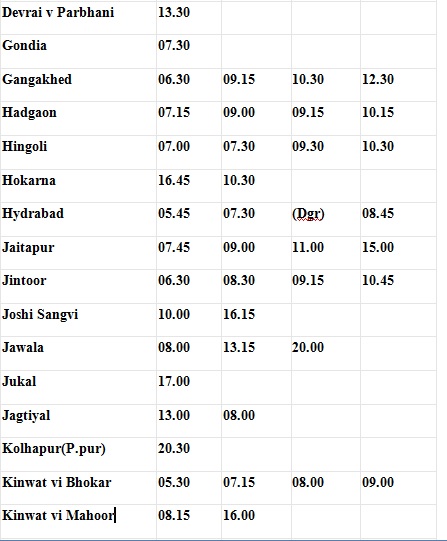 Devrai v Parbhani 13.30
Gondia 07.30
Gangakhed 06.30 09.15 10.30 12.30
Hadgaon 07.15 09.00 09.15 10.15
Hingoli 07.00 07.30 09.30 10.30
Hokarna 16.45 10.30
Hydrabad 05.45 07.30 (Dgr) 08.45
Jaitapur 07.45 09.00 11.00 15.00
Jintoor 06.30 08.30 09.15 10.45
Joshi Sangvi 10.00 16.15
Jawala 08.00 13.15 20.00
Jukal 17.00
Jagtiyal 13.00 08.00
Kolhapur(P.pur) 20.30
Kinwat vi Bhokar 05.30 07.15 08.00 09.00
Kinwat vi Mahoor 08.15 16.00